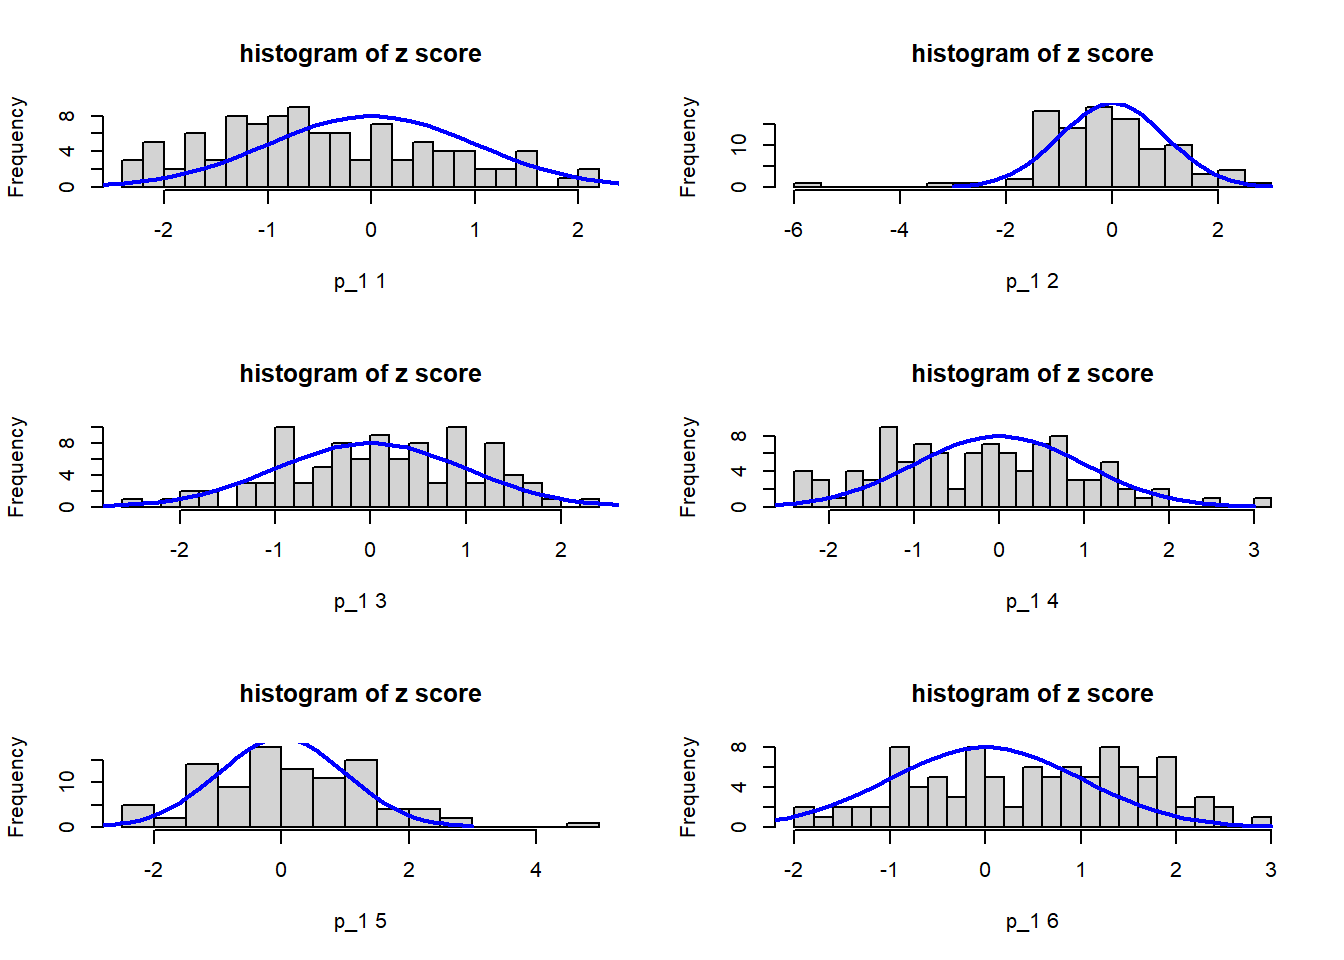 histogram of z score
Frequency
0 4 8
-2 -1 0 1 2
p_1 1
histogram of z score
Frequency
0 10
-6 -4 -2 0 2
p_1 2
histogram of z score
Frequency
0 4 8
-2 -1 0 1 2
p_1 3
histogram of z score
Frequency
0 4 8
-2 -1 0 1 2 3
p_1 4
histogram of z score
Frequency
0 10
-2 0 2 4
p_1 5
histogram of z score
Frequency
0 4 8
-2 -1 0 1 2 3
p_1 6